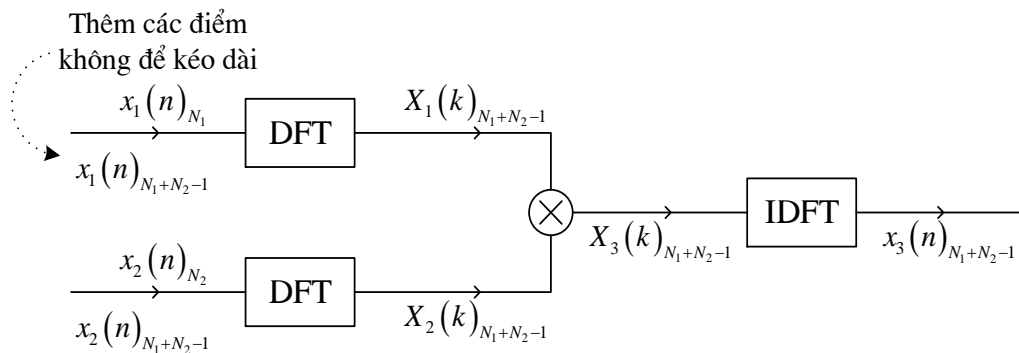 Thêm các điểm
không để kéo dài
x₁(n)_{N₁}
DFT
X₁(k)_{N₁+N₂−1}
x₁(n)_{N₁+N₂−1}
X₃(k)_{N₁+N₂−1}
IDFT
x₃(n)_{N₁+N₂−1}
x₂(n)_{N₂}
DFT
X₂(k)_{N₁+N₂−1}
x₂(n)_{N₁+N₂−1}